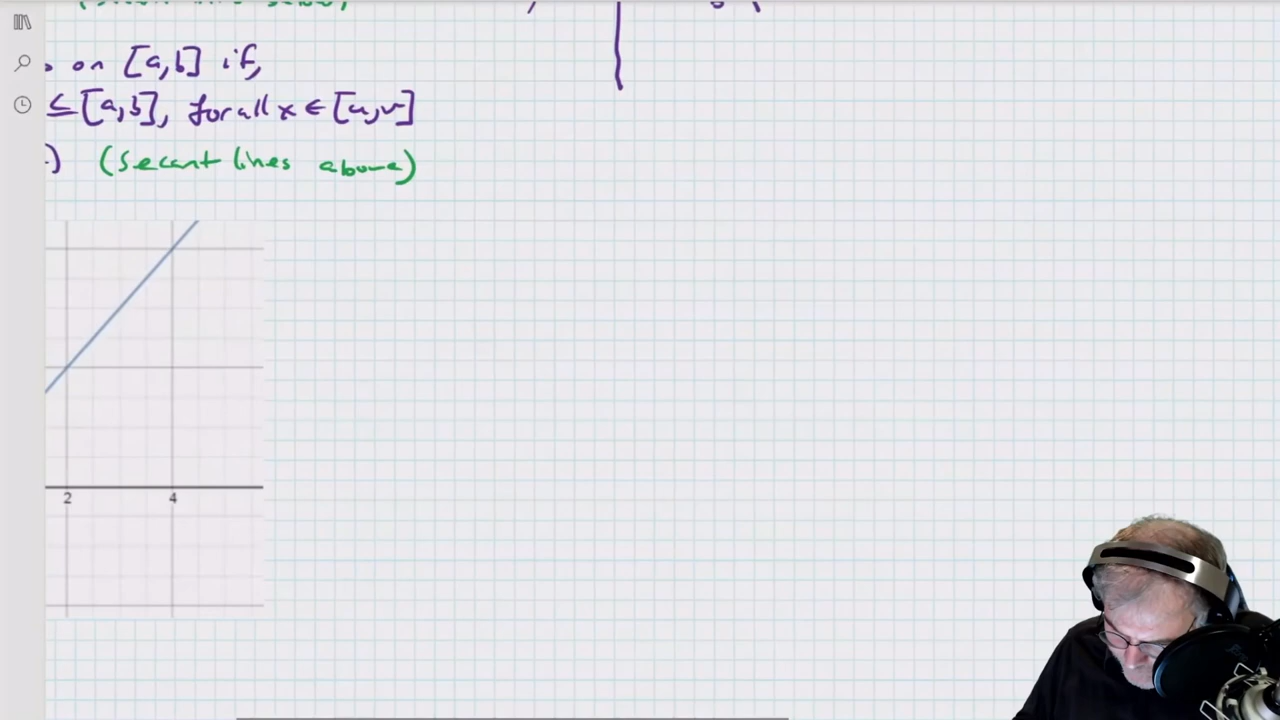 on [a,b] if,
⊆ [a,b], for all x ∈ [u,v]
) (Secant lines above)
2 4